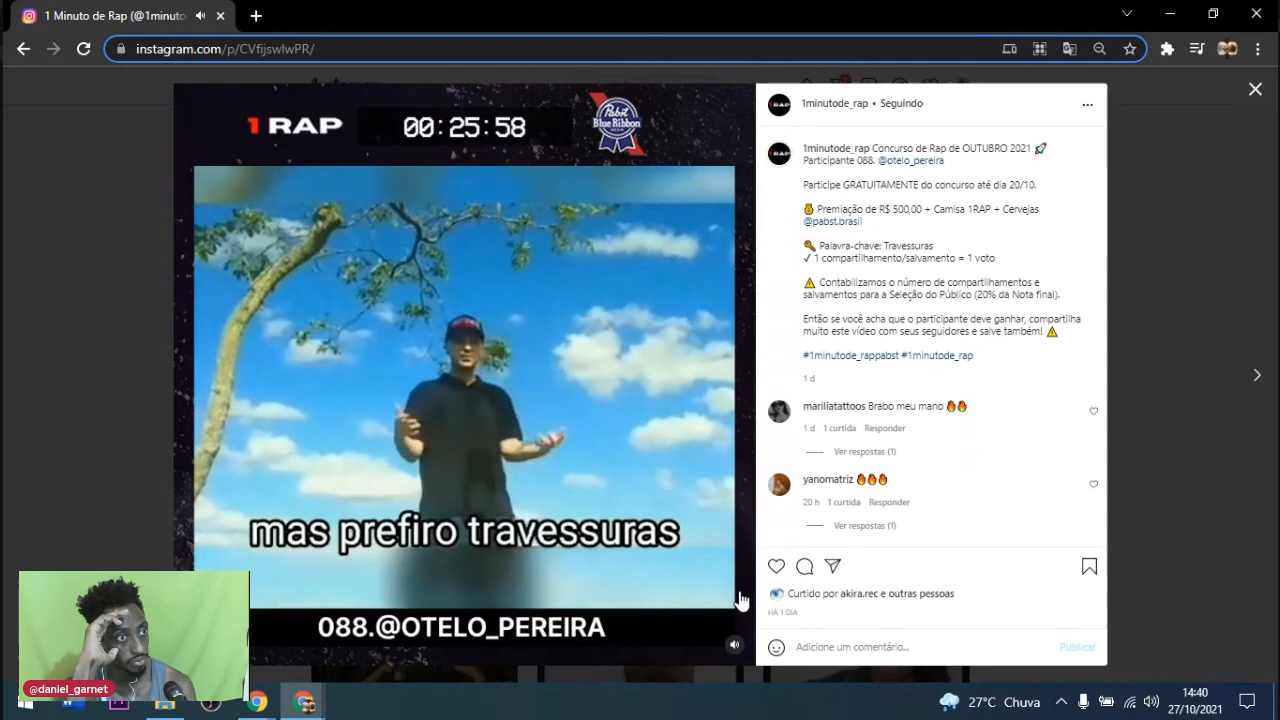 1Minuto de Rap (@1minuto
instagram.com/p/CVfijswlwPR/
1 RAP
00:25:58
Pabst
Blue Ribbon
mas prefiro travessuras
088.@OTELO_PEREIRA
@daniel_garnet
1minutode_rap • Seguindo
1minutode_rap Concurso de Rap de OUTUBRO 2021 🚀
Participante 088. @otelo_pereira
Participe GRATUITAMENTE do concurso até dia 20/10.
🏅 Premiação de R$ 500,00 + Camisa 1RAP + Cervejas
@pabst.brasil
🔑 Palavra-chave: Travessuras
✓ 1 compartilhamento/salvamento = 1 voto
⚠️ Contabilizamos o número de compartilhamentos e
salvamentos para a Seleção do Público (20% da Nota final).
Então se você acha que o participante deve ganhar, compartilha
muito este vídeo com seus seguidores e salve também! ⚠️
#1minutode_rappabst #1minutode_rap
1 d
mariliatattoos Brabo meu mano 🔥🔥
1 d 1 curtida Responder
Ver respostas (1)
yanomatriz 🔥🔥🔥
20 h 1 curtida Responder
Ver respostas (1)
Curtido por akira.rec e outras pessoas
HÁ 1 DIA
Adicione um comentário...
Publicar
27°C Chuva
14:40
27/10/2021